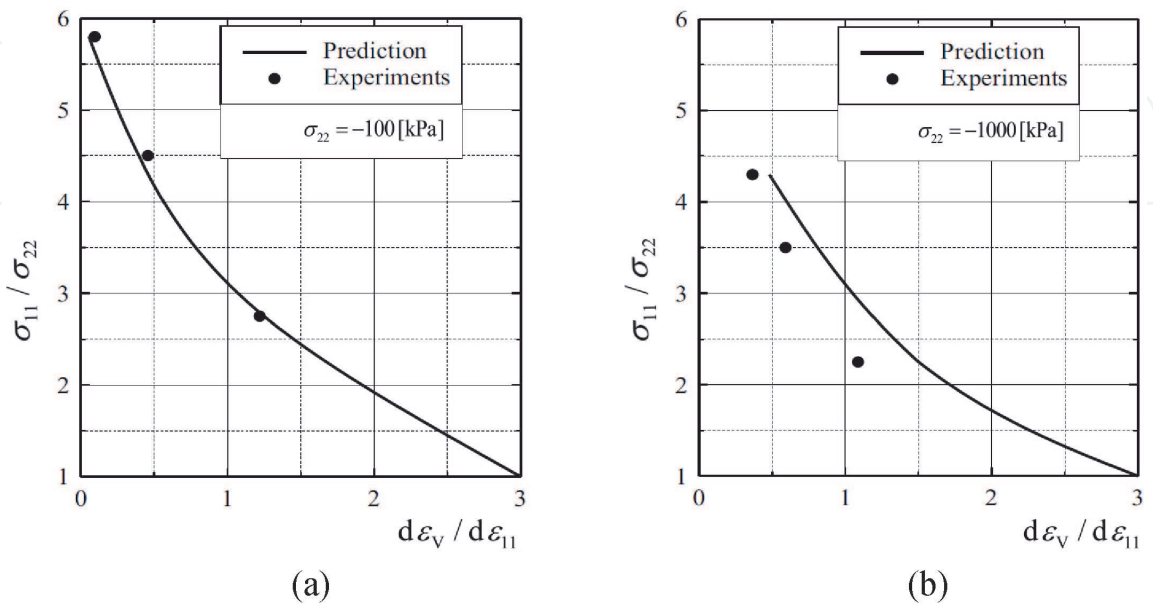 6
5
4
3
2
1
0
1
2
3
σ11 / σ22
dεV / dε11
Prediction
Experiments
σ22 = −100 [kPa]
(a)
6
5
4
3
2
1
0
1
2
3
σ11 / σ22
dεV / dε11
Prediction
Experiments
σ22 = −1000 [kPa]
(b)